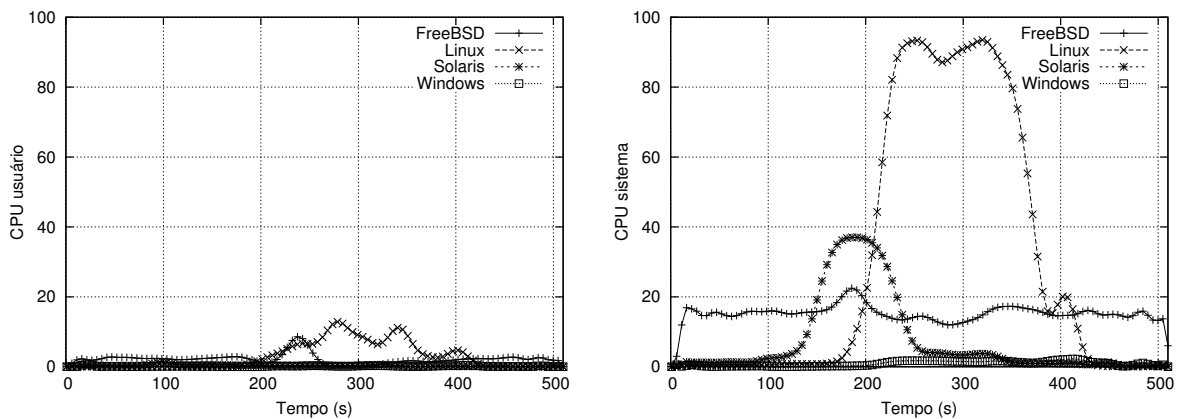 CPU usuário
100
80
60
40
20
0
0 100 200 300 400 500
Tempo (s)
FreeBSD
Linux
Solaris
Windows
CPU sistema
100
80
60
40
20
0
0 100 200 300 400 500
Tempo (s)
FreeBSD
Linux
Solaris
Windows